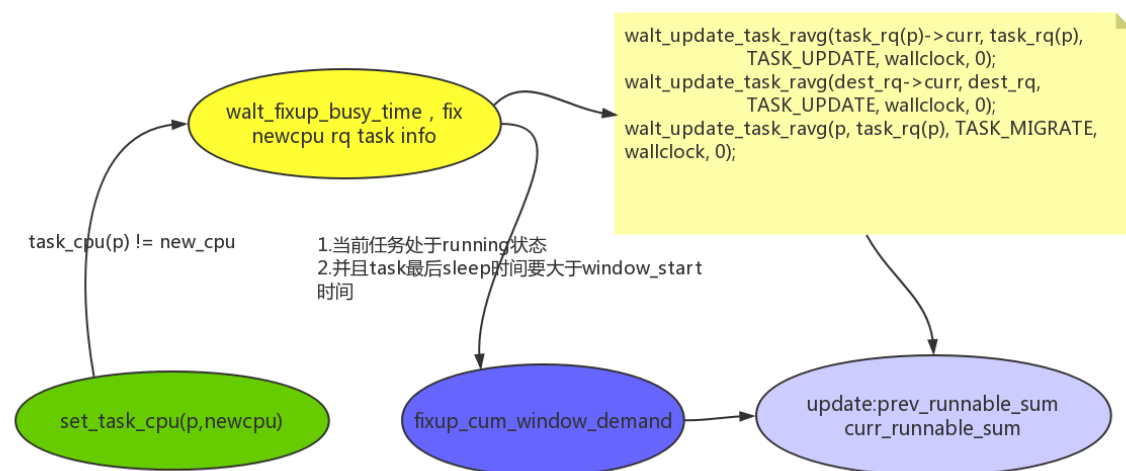 walt_update_task_ravg(task_rq(p)->curr, task_rq(p),
TASK_UPDATE, wallclock, 0);
walt_update_task_ravg(dest_rq->curr, dest_rq,
TASK_UPDATE, wallclock, 0);
walt_update_task_ravg(p, task_rq(p), TASK_MIGRATE,
wallclock, 0);
walt_fixup_busy_time，fix
newcpu rq task info
task_cpu(p) != new_cpu
1.当前任务处于running状态
2.并且task最后sleep时间要大于window_start
时间
set_task_cpu(p,newcpu)
fixup_cum_window_demand
update:prev_runnable_sum
curr_runnable_sum